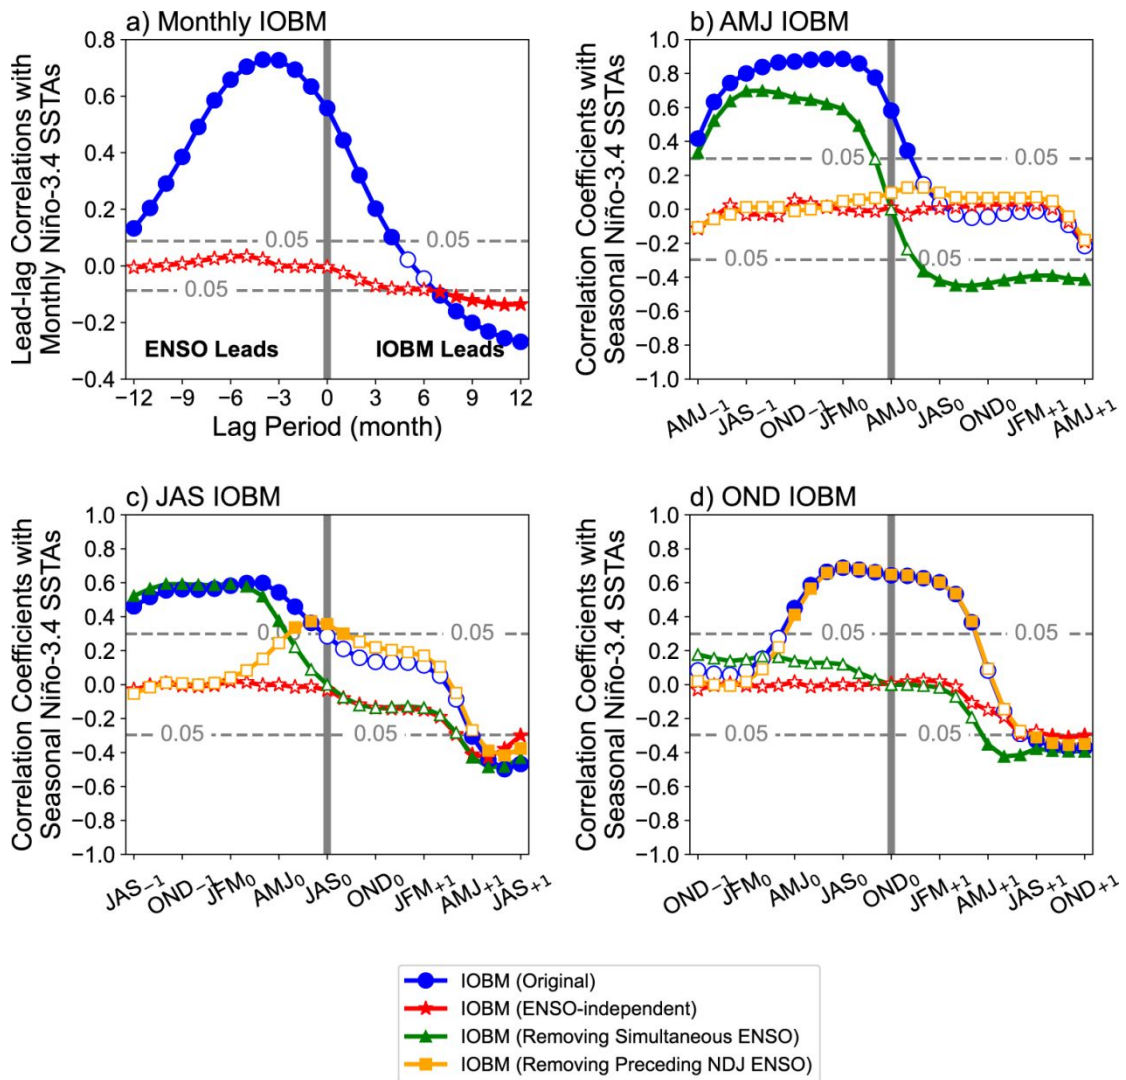 a) Monthly IOBM
Lead-lag Correlations with
Monthly Niño-3.4 SSTAs
0.8
0.6
0.4
0.2
0.0
−0.2
−0.4
0.05
0.05
ENSO Leads
IOBM Leads
−12 −9 −6 −3 0 3 6 9 12
Lag Period (month)
b) AMJ IOBM
Correlation Coefficients with
Seasonal Niño-3.4 SSTAs
1.0
0.8
0.6
0.4
0.2
0.0
−0.2
−0.4
−0.6
−0.8
−1.0
0.05
0.05
0.05
0.05
AMJ−1 JAS−1 OND−1 JFM0 AMJ0 JAS0 OND0 JFM+1 AMJ+1
c) JAS IOBM
Correlation Coefficients with
Seasonal Niño-3.4 SSTAs
1.0
0.8
0.6
0.4
0.2
0.0
−0.2
−0.4
−0.6
−0.8
−1.0
0.05
0.05
0.05
JAS−1 OND−1 JFM0 AMJ0 JAS0 OND0 JFM+1 AMJ+1 JAS+1
d) OND IOBM
Correlation Coefficients with
Seasonal Niño-3.4 SSTAs
1.0
0.8
0.6
0.4
0.2
0.0
−0.2
−0.4
−0.6
−0.8
−1.0
0.05
0.05
0.05
OND−1 JFM0 AMJ0 JAS0 OND0 JFM+1 AMJ+1 JAS+1 OND+1
IOBM (Original)
IOBM (ENSO-independent)
IOBM (Removing Simultaneous ENSO)
IOBM (Removing Preceding NDJ ENSO)